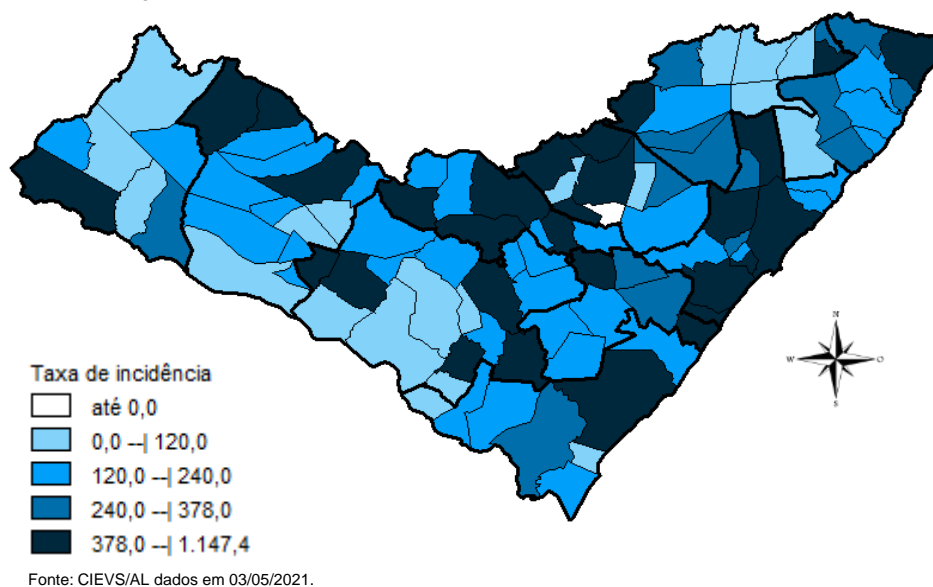 N
W
O
S
Taxa de incidência
até 0,0
0,0 --| 120,0
120,0 --| 240,0
240,0 --| 378,0
378,0 --| 1.147,4
Fonte: CIEVS/AL dados em 03/05/2021.